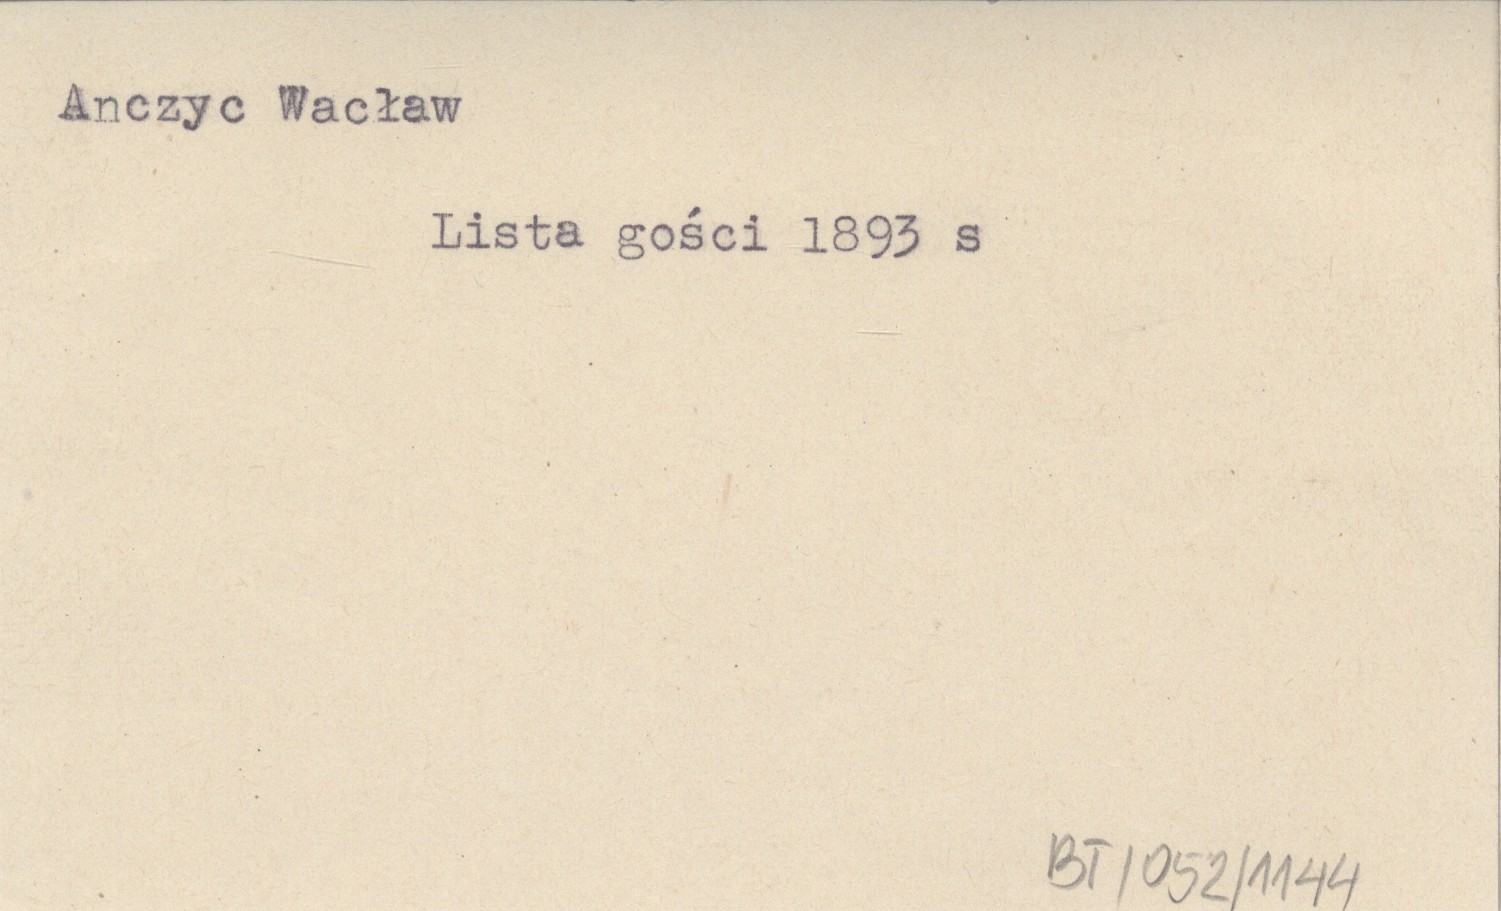 Anczyc Wacław
Lista gości 1893 s
BT/052/1144